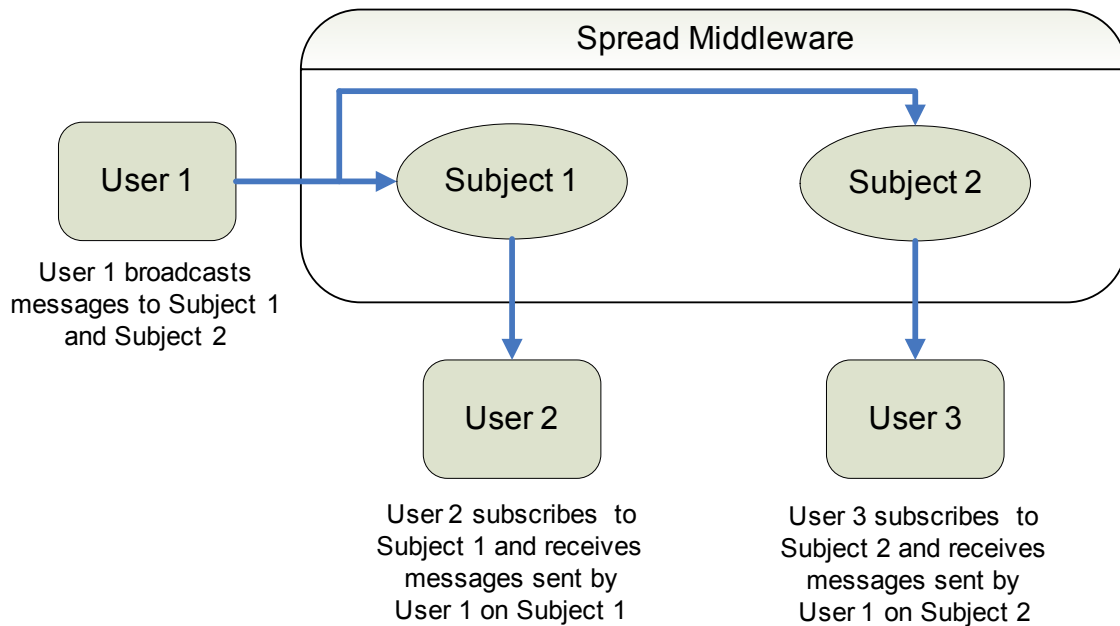 Spread Middleware
User 1
Subject 1
Subject 2
User 1 broadcasts
messages to Subject 1
and Subject 2
User 2
User 3
User 2 subscribes to
Subject 1 and receives
messages sent by
User 1 on Subject 1
User 3 subscribes to
Subject 2 and receives
messages sent by
User 1 on Subject 2